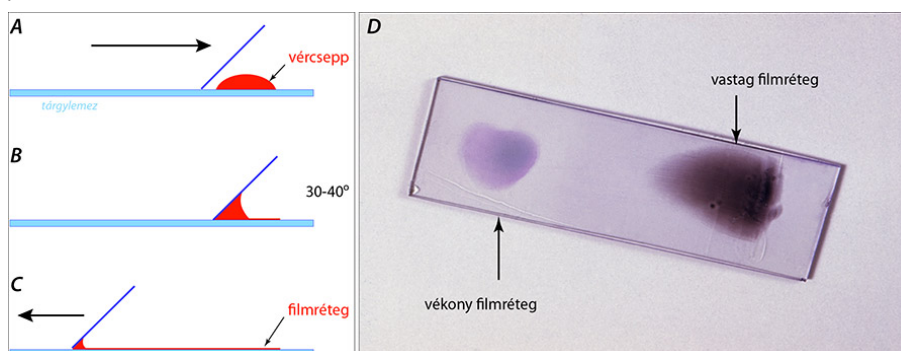 A
vércsepp
tárgylemez
B
30-40°
C
filmréteg
D
vastag filmréteg
vékony filmréteg